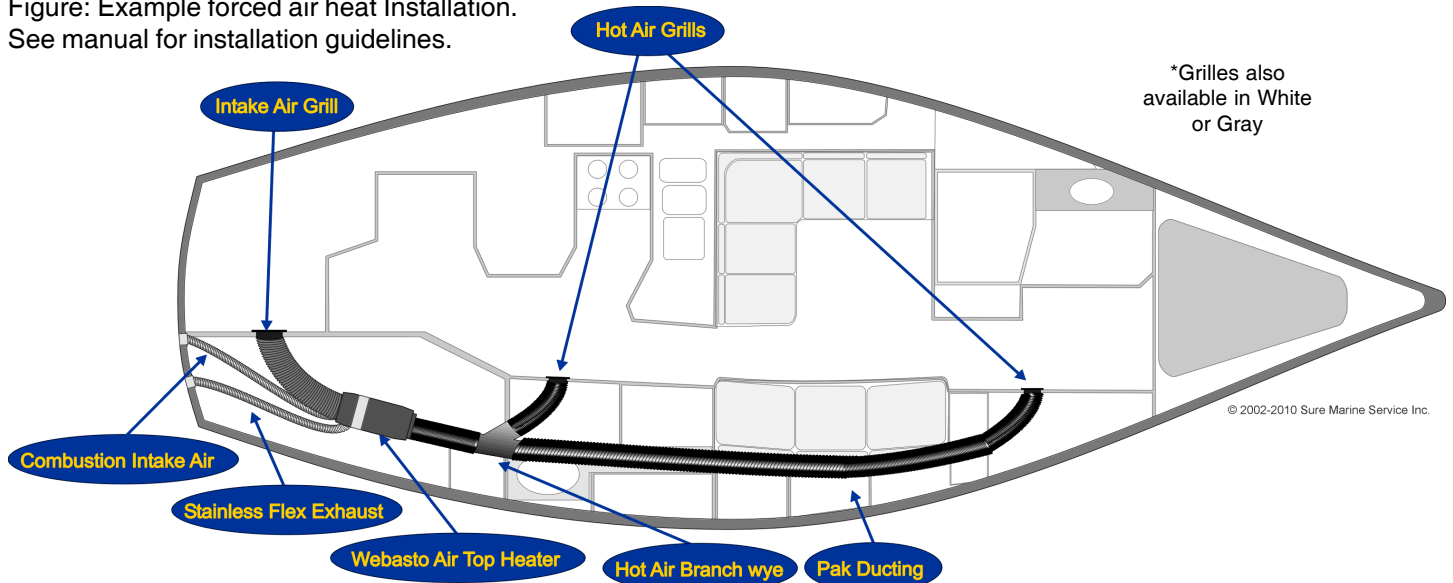 Figure: Example forced air heat Installation.
See manual for installation guidelines.
Hot Air Grills
*Grilles also
available in White
or Gray
Intake Air Grill
© 2002-2010 Sure Marine Service Inc.
Combustion Intake Air
Stainless Flex Exhaust
Webasto Air Top Heater
Hot Air Branch wye
Pak Ducting